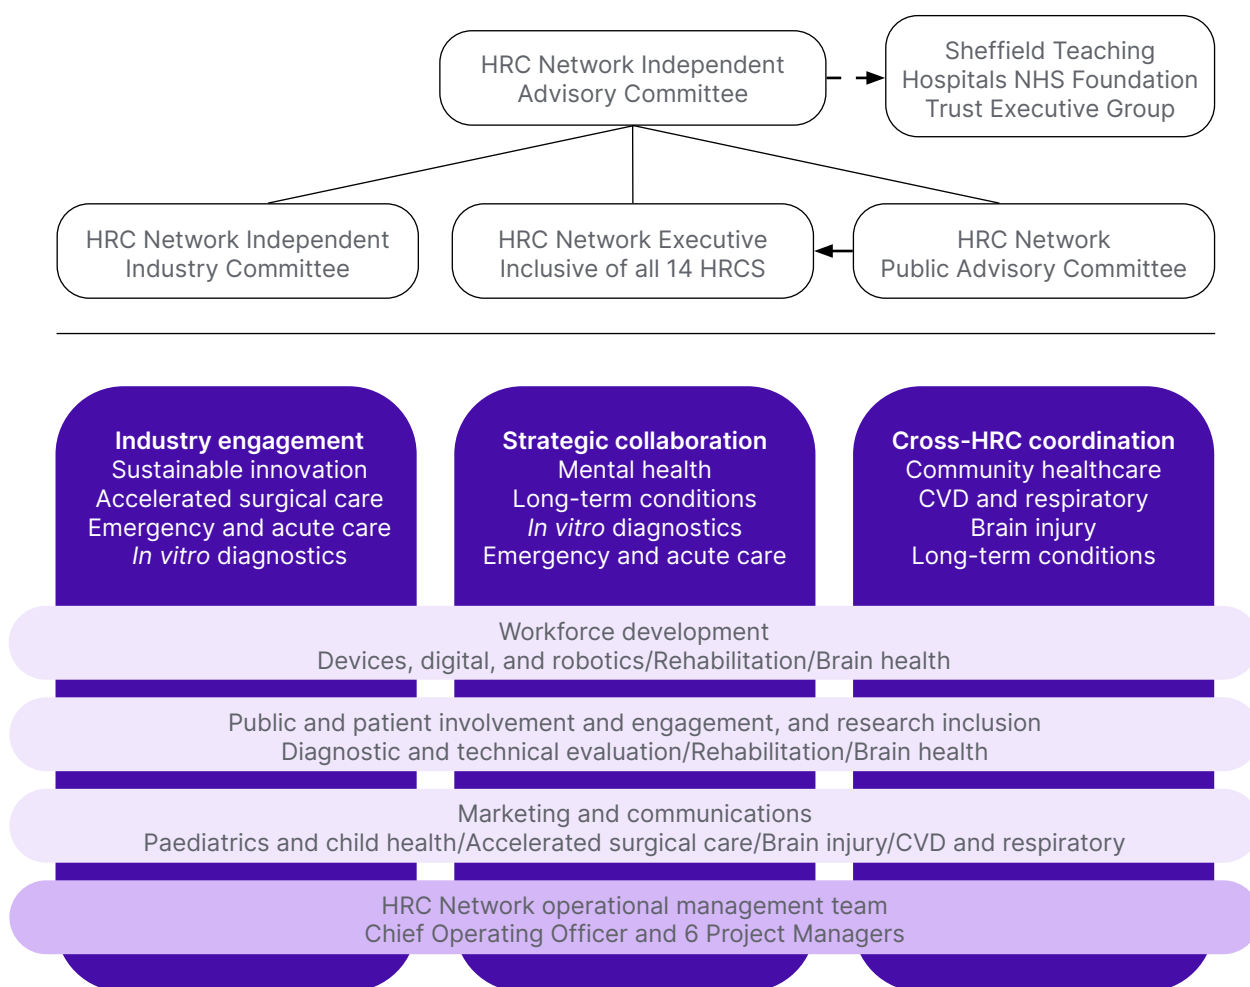 HRC Network Independent
Advisory Committee
Sheffield Teaching
Hospitals NHS Foundation
Trust Executive Group
HRC Network Independent
Industry Committee
HRC Network Executive
Inclusive of all 14 HRCS
HRC Network
Public Advisory Committee
Industry engagement
Sustainable innovation
Accelerated surgical care
Emergency and acute care
In vitro diagnostics
Strategic collaboration
Mental health
Long-term conditions
In vitro diagnostics
Emergency and acute care
Cross-HRC coordination
Community healthcare
CVD and respiratory
Brain injury
Long-term conditions
Workforce development
Devices, digital, and robotics/Rehabilitation/Brain health
Public and patient involvement and engagement, and research inclusion
Diagnostic and technical evaluation/Rehabilitation/Brain health
Marketing and communications
Paediatrics and child health/Accelerated surgical care/Brain injury/CVD and respiratory
HRC Network operational management team
Chief Operating Officer and 6 Project Managers